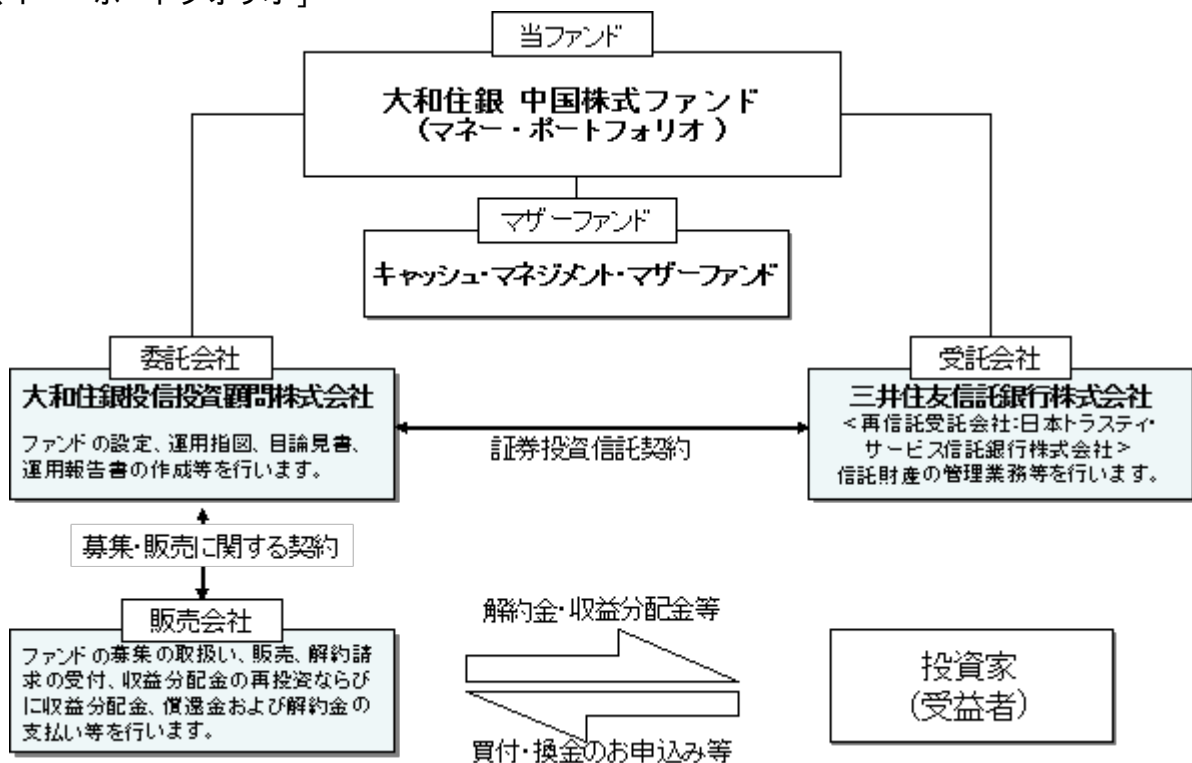 当ファンド
大和住銀 中国株式ファンド
(マネー・ポートフォリオ)
マザーファンド
キャッシュ・マネジメント・マザーファンド
委託会社
大和住銀投信投資顧問株式会社
ファンドの設定、運用指図、目論見書、
運用報告書の作成等を行います。
証券投資信託契約
受託会社
三井住友信託銀行株式会社
<再信託受託会社:日本トラスティ・
サービス信託銀行株式会社>
信託財産の管理業務等を行います。
募集・販売に関する契約
販売会社
ファンドの募集の取扱い、販売、解約請
求の受付、収益分配金の再投資ならび
に収益分配金、償還金および解約金の
支払い等を行います。
解約金・収益分配金等
買付・換金のお申込み等
投資家
(受益者)